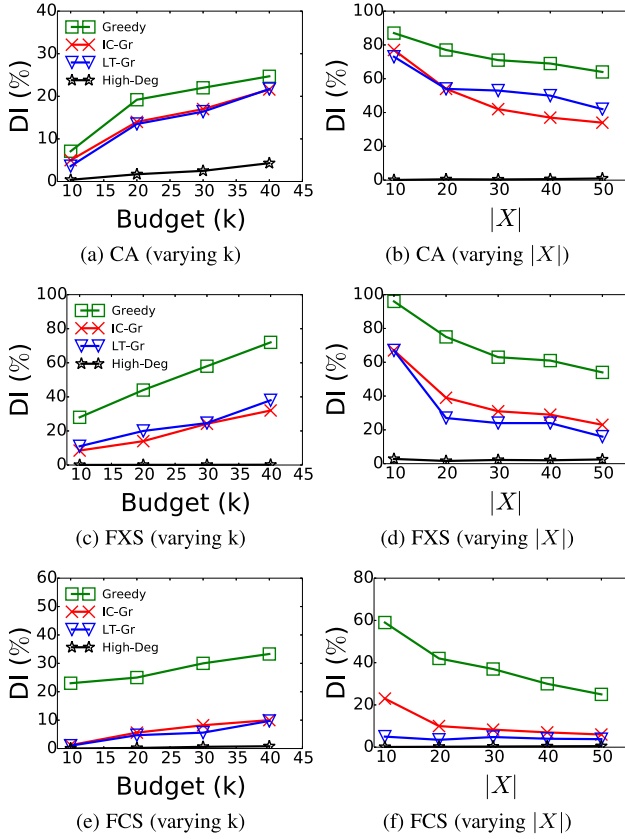 DI (%)
40
30
20
10
0
Greedy
IC-Gr
LT-Gr
High-Deg
10 15 20 25 30 35 40 45
Budget (k)
(a) CA (varying k)
DI (%)
100
80
60
40
20
0
10 20 30 40 50
|X|
(b) CA (varying |X|)
DI (%)
100
80
60
40
20
0
Greedy
IC-Gr
LT-Gr
High-Deg
10 15 20 25 30 35 40 45
Budget (k)
(c) FXS (varying k)
DI (%)
100
80
60
40
20
0
10 20 30 40 50
|X|
(d) FXS (varying |X|)
DI (%)
60
50
40
30
20
10
0
Greedy
IC-Gr
LT-Gr
High-Deg
10 15 20 25 30 35 40 45
Budget (k)
(e) FCS (varying k)
DI (%)
80
60
40
20
0
10 20 30 40 50
|X|
(f) FCS (varying |X|)